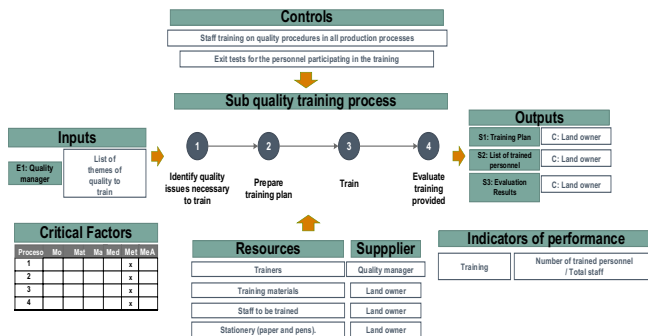 Controls
Staff training on quality procedures in all production processes
Exit tests for the personnel participating in the training
Sub quality training process
Inputs
E1: Quality
manager
List of
themes of
quality to
train
1
2
3
4
Identify quality
issues necessary
to train
Prepare
training plan
Train
Evaluate
training
provided
Outputs
S1: Training Plan
C: Land owner
S2: List of trained
personnel
C: Land owner
S3: Evaluation
Results
C: Land owner
Critical Factors
Proceso Mo Mat Ma Med Met MeA
1 x
2 x
3 x
4 x
Resources
Suppplier
Trainers
Quality manager
Training materials
Land owner
Staff to be trained
Land owner
Stationery (paper and pens).
Land owner
Indicators of performance
Training
Number of trained personnel
/ Total staff